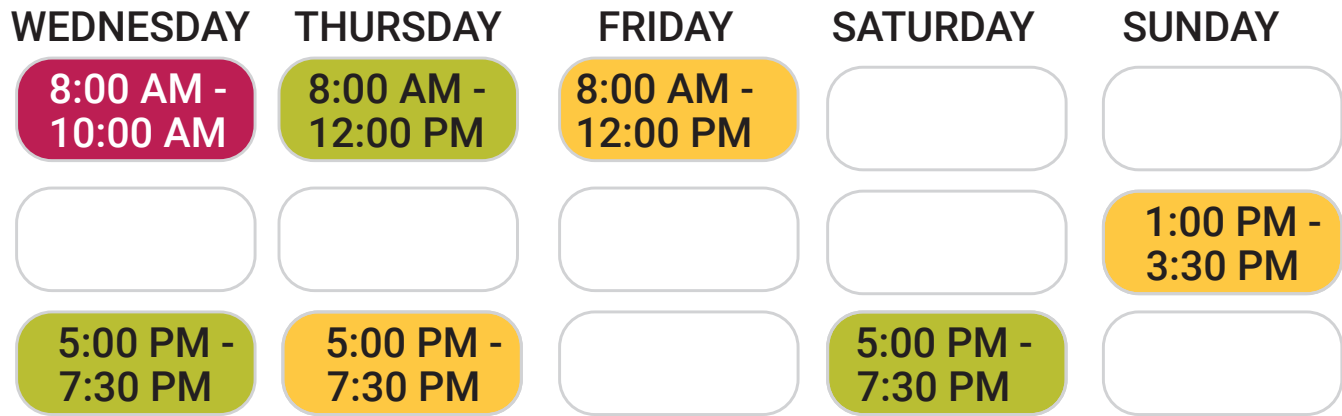 WEDNESDAY THURSDAY FRIDAY SATURDAY SUNDAY
8:00 AM -
10:00 AM
8:00 AM -
12:00 PM
8:00 AM -
12:00 PM
1:00 PM -
3:30 PM
5:00 PM -
7:30 PM
5:00 PM -
7:30 PM
5:00 PM -
7:30 PM